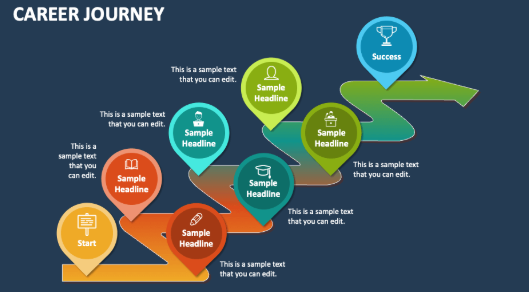 CAREER JOURNEY
Success
This is a sample text
that you can edit.
Sample
Headline
This is a sample text
that you can edit.
Sample
Headline
Sample
Headline
This is a sample text
that you can edit.
This is a
sample text
that you
can edit.
Sample
Headline
Sample
Headline
This is a sample text
that you can edit.
Start
Sample
Headline
This is a sample text
that you can edit.